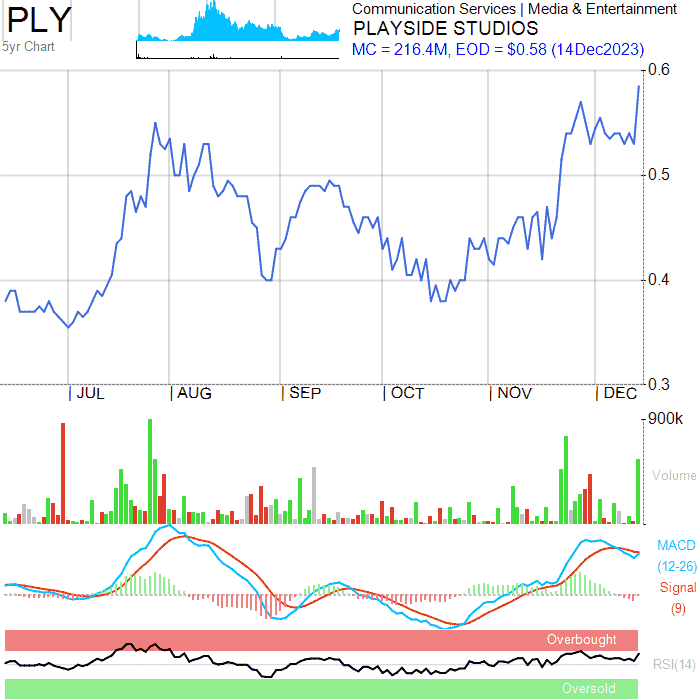 PLY
5yr Chart
Communication Services | Media & Entertainment
PLAYSIDE STUDIOS
MC = 216.4M, EOD = $0.58 (14Dec2023)
0.6
0.5
0.4
0.3
| JUL | AUG | SEP | OCT | NOV | DEC
900k
Volume
MACD
(12-26)
Signal
(9)
Overbought
RSI(14)
Oversold